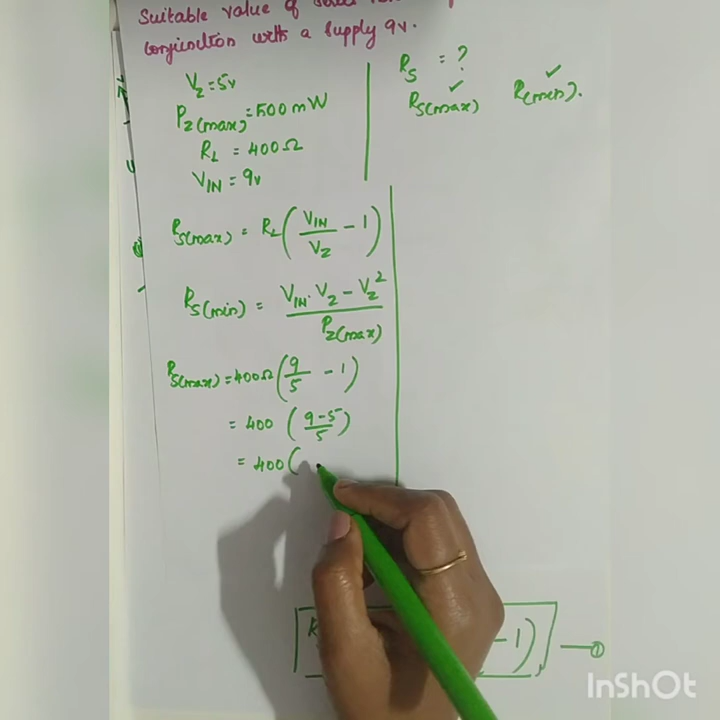 Suitable value of
conjunction with a supply 9v.
Vz = 5v
Pz(max) = 500 mW
RL = 400Ω
VIN = 9v
Rs = ?
Rs(max) ✓ R(min). ✓
Rs(max) = RL (VIN/Vz - 1)
Rs(min) = (VIN . Vz - Vz²)/Pz(max)
Rs(max) = 400Ω (9/5 - 1)
= 400 (9-5/5)
= 400 (
- 1) — ①
InShOt